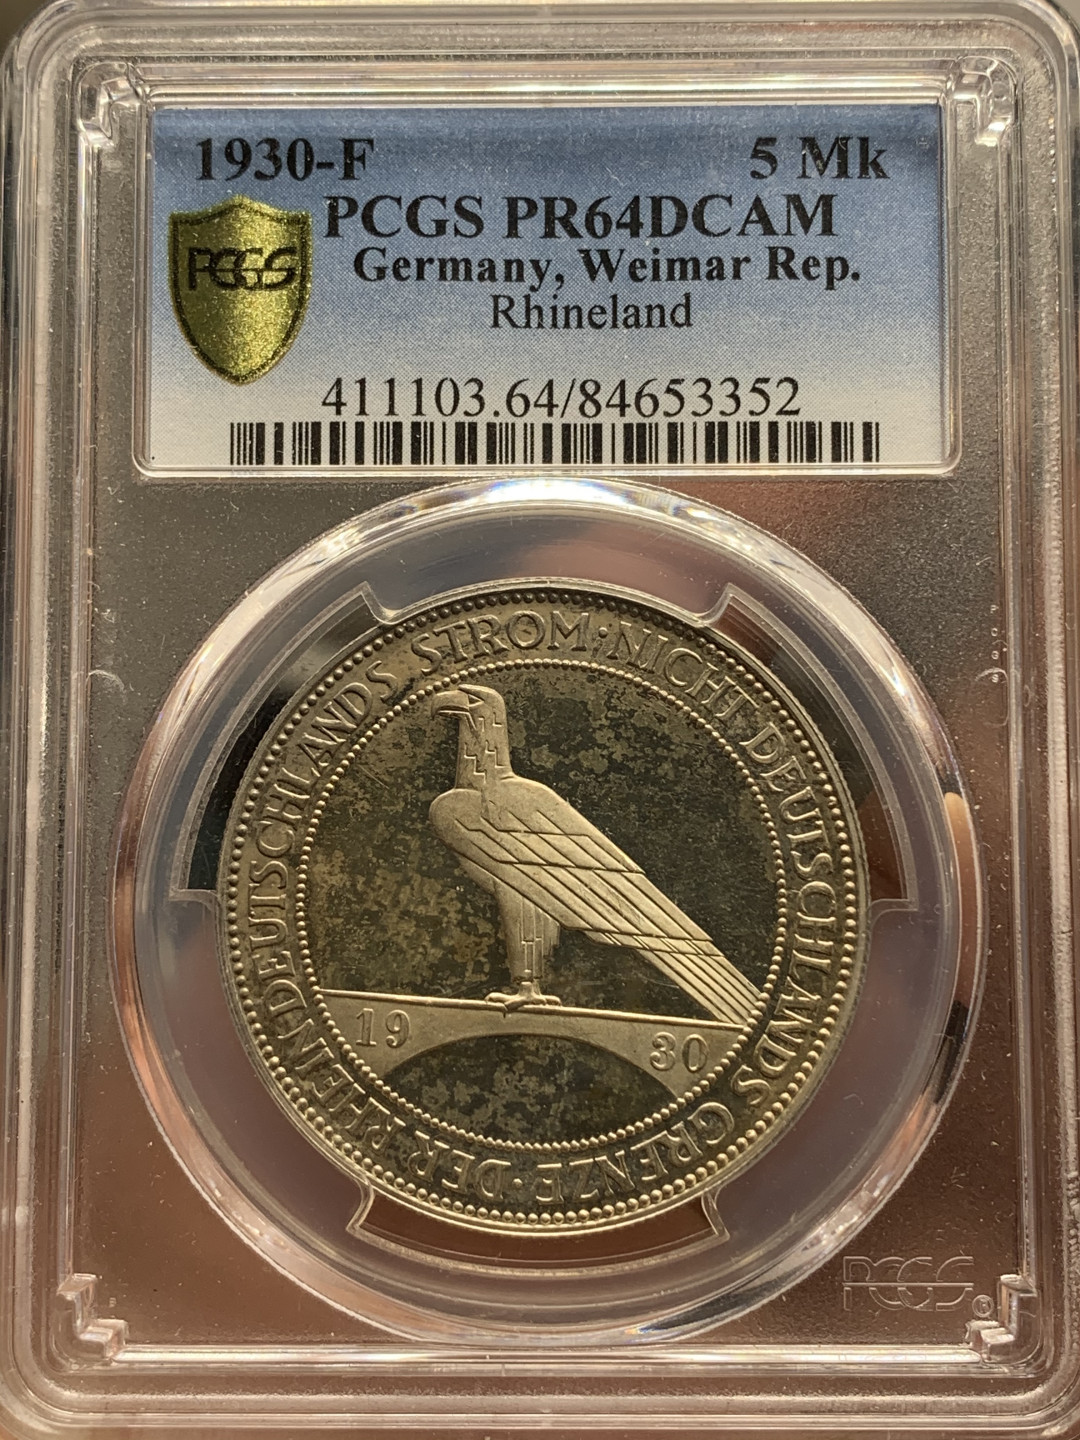 1930-F 5 Mk
PCGS PR64DCAM
Germany, Weimar Rep.
Rhineland
PCGS
411103.64/84653352
DER RHEIN·DEUTSCHLANDS STROM·NICHT DEUTSCHLANDS GRENZE·
19 30
PCGS